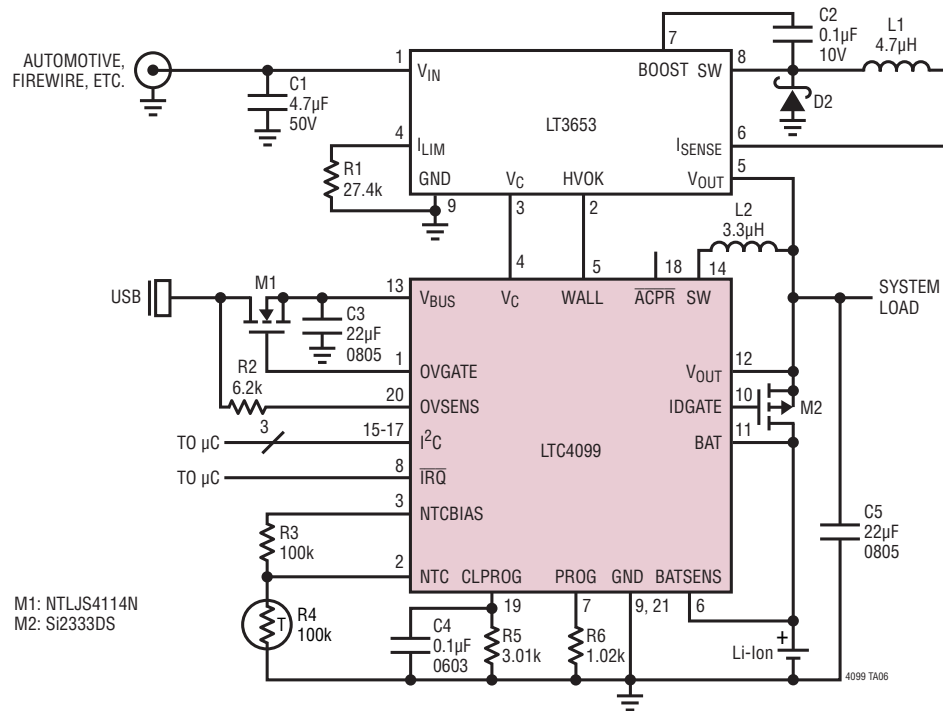 AUTOMOTIVE,
FIREWIRE, ETC.
C1
4.7µF
50V
1
VIN
7
BOOST
SW
8
C2
0.1µF
10V
L1
4.7µH
D2
LT3653
4
ILIM
R1
27.4k
GND
9
VC
3
HVOK
2
ISENSE
6
VOUT
5
L2
3.3µH
4
5
18
14
USB
M1
13
VBUS
VC
WALL
ACPR
SW
C3
22µF
0805
SYSTEM
LOAD
1
OVGATE
R2
6.2k
20
OVSENS
VOUT
12
IDGATE
10
M2
BAT
11
TO µC
3
15-17
I2C
LTC4099
TO µC
8
IRQ
3
NTCBIAS
R3
100k
C5
22µF
0805
2
NTC
CLPROG
PROG
GND
BATSENS
19
7
9, 21
6
M1: NTLJS4114N
M2: Si2333DS
T
R4
100k
C4
0.1µF
0603
R5
3.01k
R6
1.02k
+
Li-Ion
4099 TA06